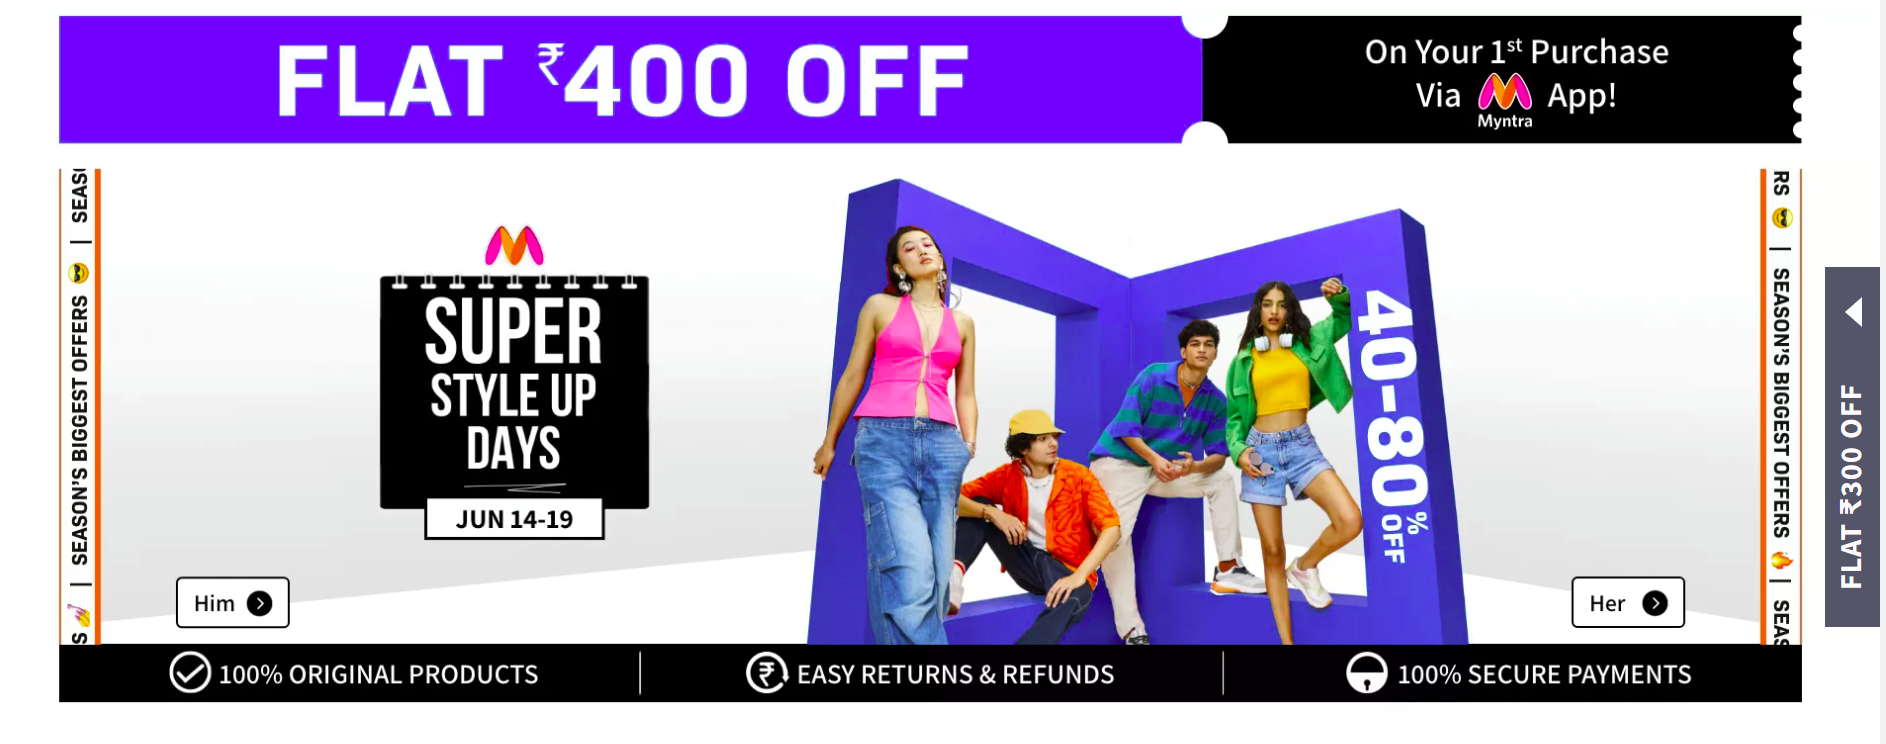 FLAT ₹400 OFF
On Your 1st Purchase
Via Myntra App!
SEASON'S BIGGEST OFFERS
SUPER
STYLE UP
DAYS
JUN 14-19
40-80% OFF
SEASON'S BIGGEST OFFERS
FLAT ₹300 OFF
Him
Her
100% ORIGINAL PRODUCTS
EASY RETURNS & REFUNDS
100% SECURE PAYMENTS